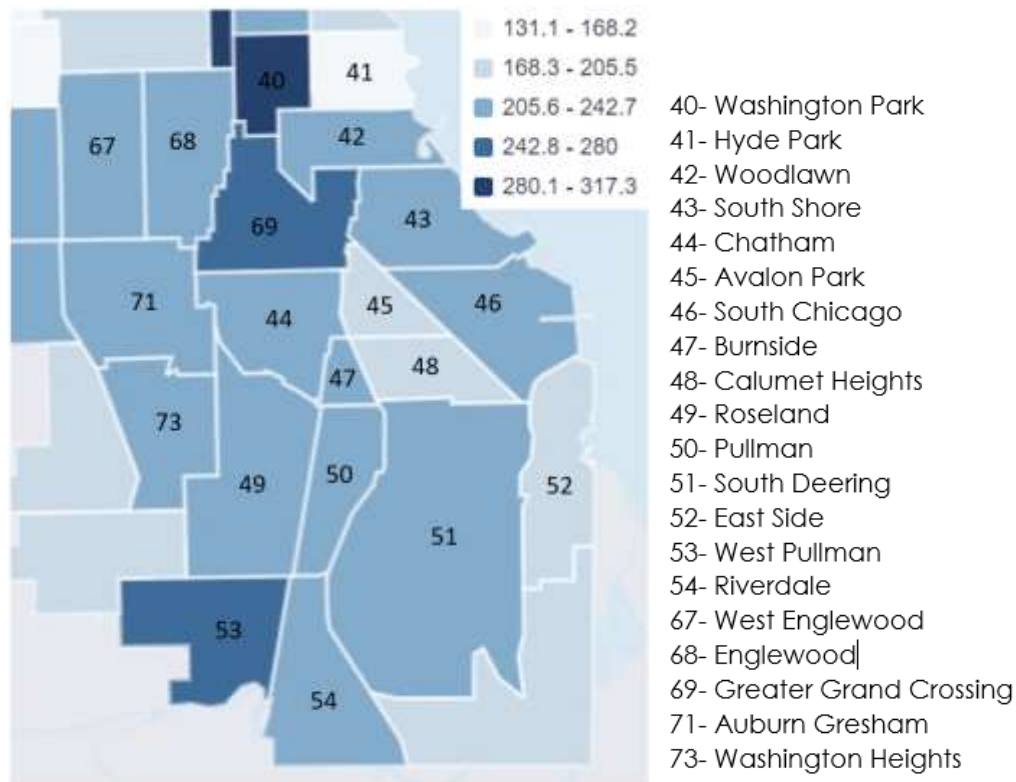 131.1 - 168.2
168.3 - 205.5
205.6 - 242.7
242.8 - 280
280.1 - 317.3
40
41
67
68
42
69
43
71
44
45
46
47
48
73
49
50
51
52
53
54
40- Washington Park
41- Hyde Park
42- Woodlawn
43- South Shore
44- Chatham
45- Avalon Park
46- South Chicago
47- Burnside
48- Calumet Heights
49- Roseland
50- Pullman
51- South Deering
52- East Side
53- West Pullman
54- Riverdale
67- West Englewood
68- Englewood
69- Greater Grand Crossing
71- Auburn Gresham
73- Washington Heights